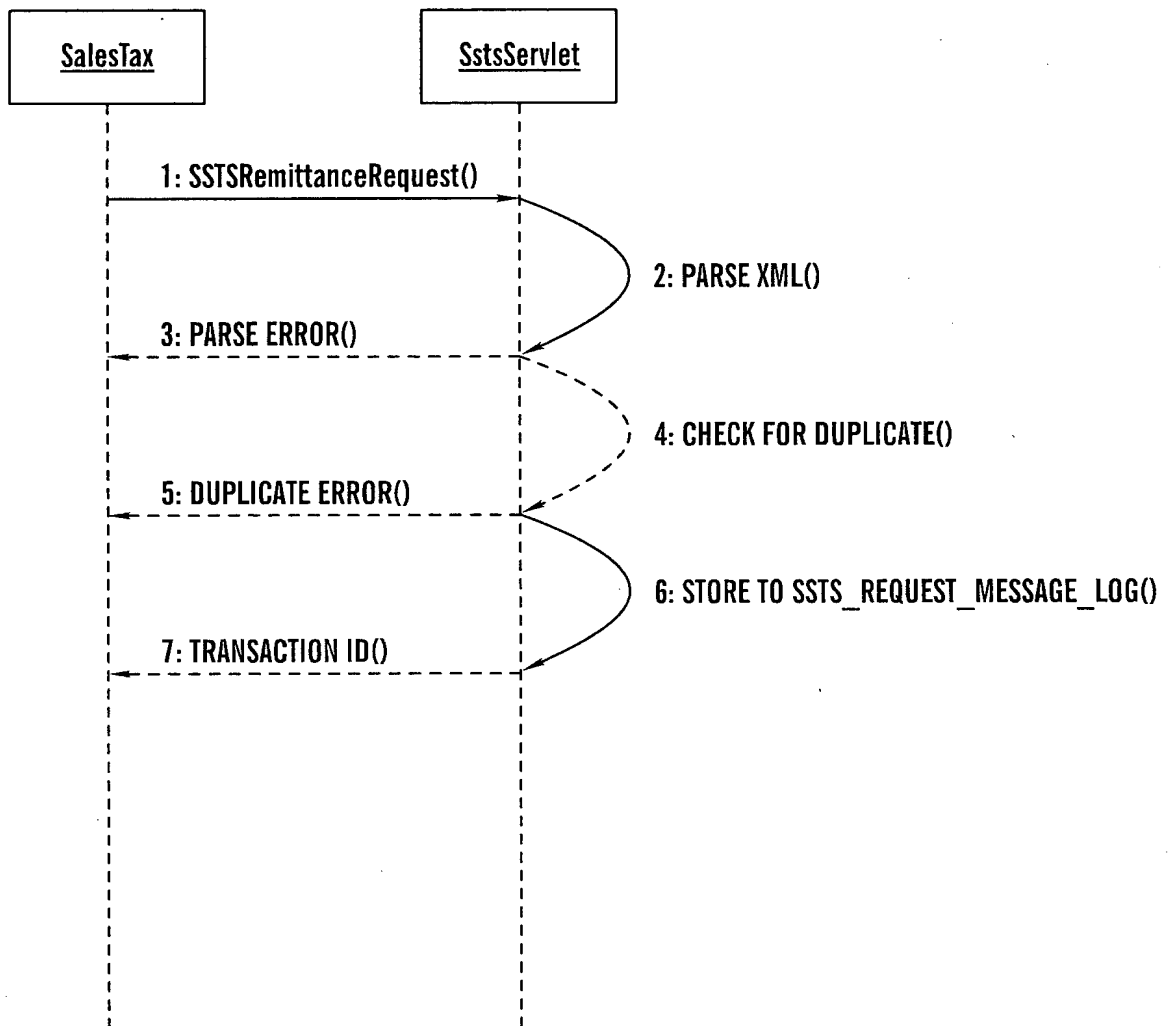 SalesTax
SstsServlet
1: SSTSRemittanceRequest()
2: PARSE XML()
3: PARSE ERROR()
4: CHECK FOR DUPLICATE()
5: DUPLICATE ERROR()
6: STORE TO SSTS_REQUEST_MESSAGE_LOG()
7: TRANSACTION ID()